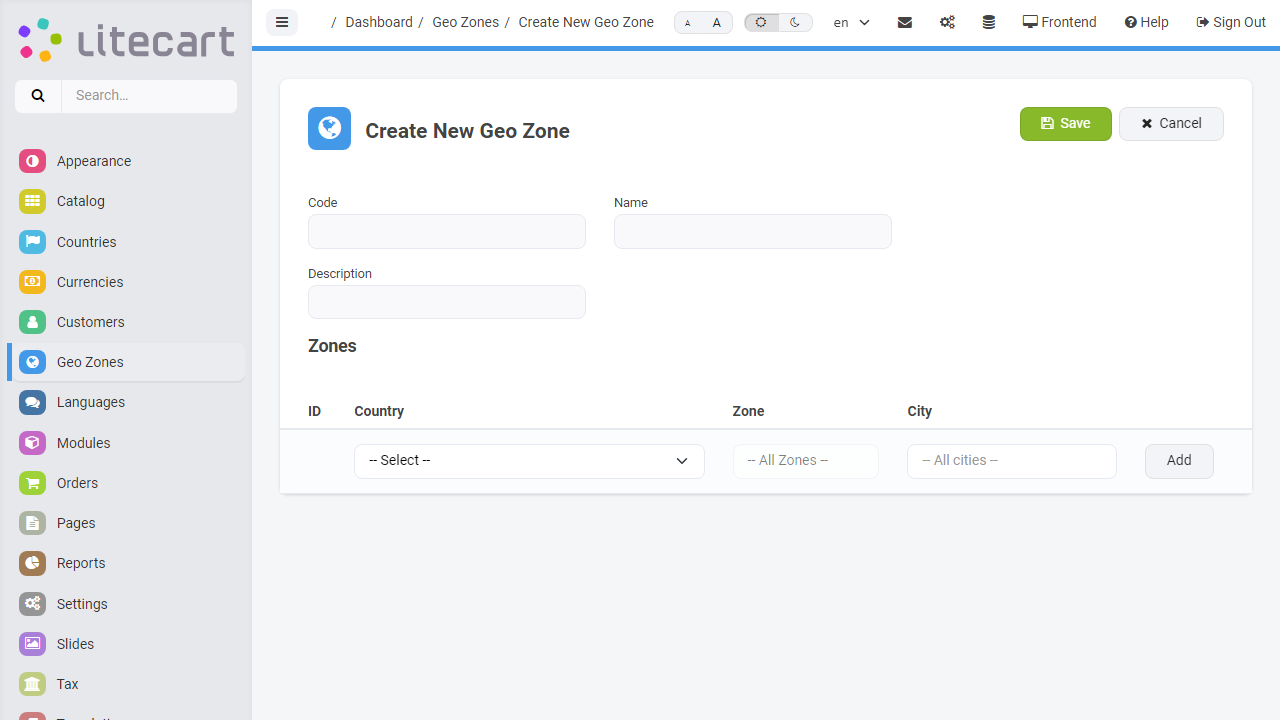 litecart
Search...
Appearance
Catalog
Countries
Currencies
Customers
Geo Zones
Languages
Modules
Orders
Pages
Reports
Settings
Slides
Tax
/ Dashboard / Geo Zones / Create New Geo Zone
A A
en
Frontend
Help
Sign Out
Create New Geo Zone
Save
Cancel
Code
Name
Description
Zones
ID Country Zone City
-- Select -- -- All Zones -- -- All cities -- Add